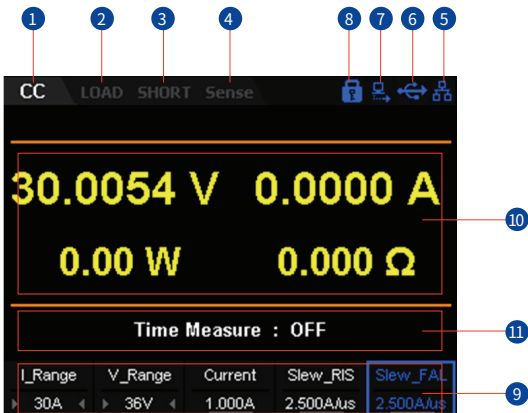 1 2 3 4 8 7 6 5
CC LOAD SHORT Sense
30.0054 V 0.0000 A
10
0.00 W 0.000 Ω
Time Measure : OFF
11
I_Range V_Range Current Slew_RIS Slew_FAL
9
30A 36V 1.000A 2.500A/us 2.500A/us